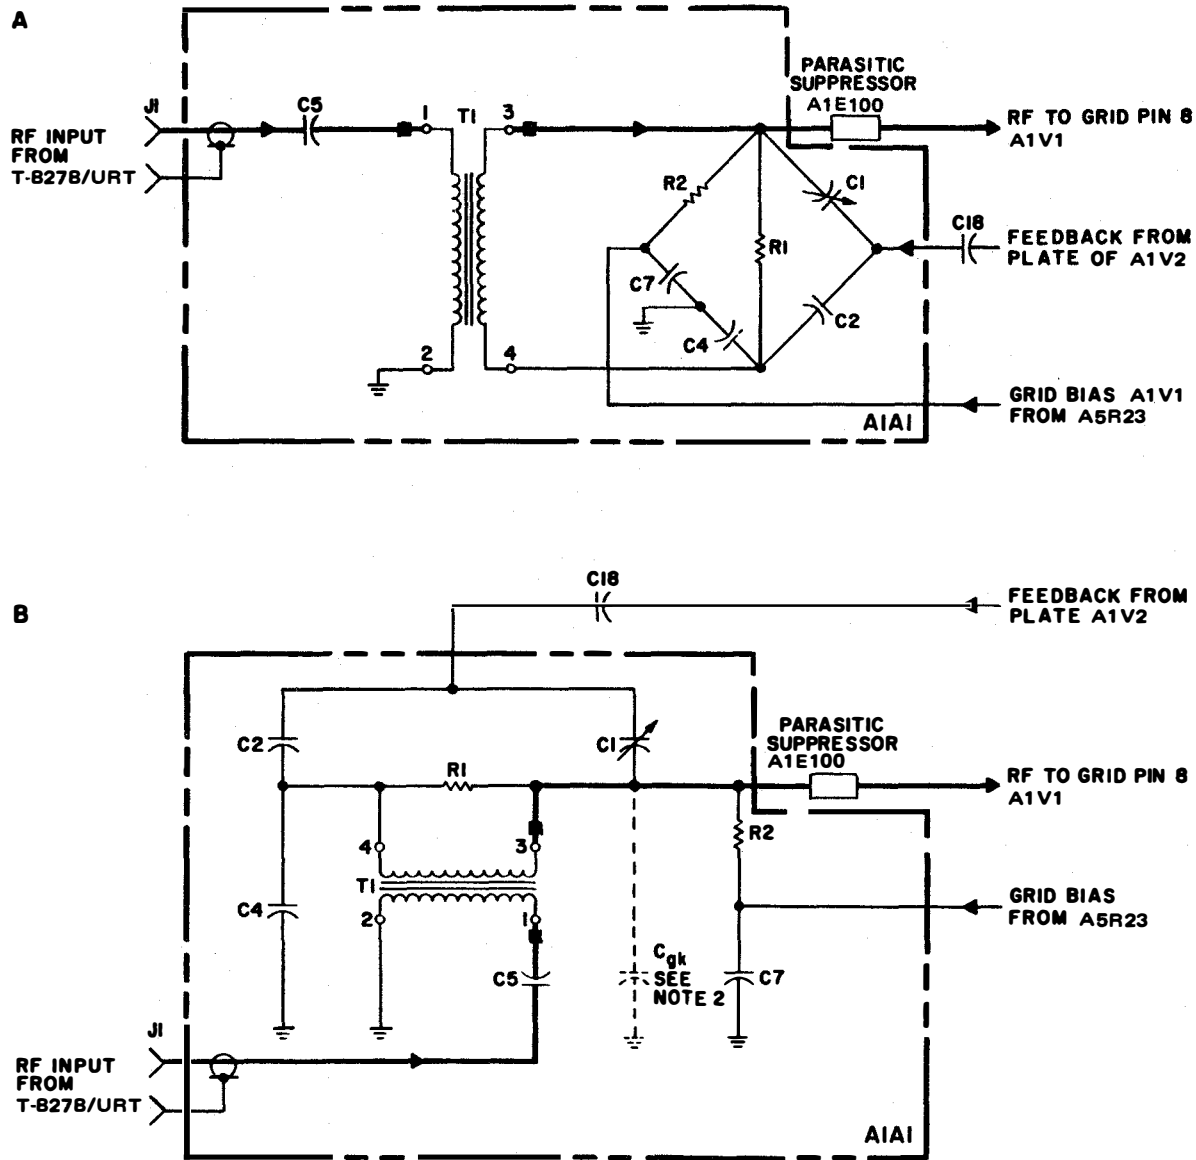 A
PARASITIC
SUPPRESSOR
A1E100
J1
C5
1
T1
3
RF TO GRID PIN 8
A1V1
RF INPUT
FROM
T-827B/URT
R2
C1
C18
R1
FEEDBACK FROM
PLATE OF A1V2
C7
C2
C4
2
4
GRID BIAS A1V1
FROM A5R23
A1A1
C18
B
FEEDBACK FROM
PLATE A1V2
PARASITIC
SUPPRESSOR
A1E100
C2
C1
R1
RF TO GRID PIN 8
A1V1
R2
4
3
T1
C4
2
1
GRID BIAS
FROM A5R23
Cgk
SEE
NOTE 2
C5
C7
J1
RF INPUT
FROM
T-827B/URT
A1A1